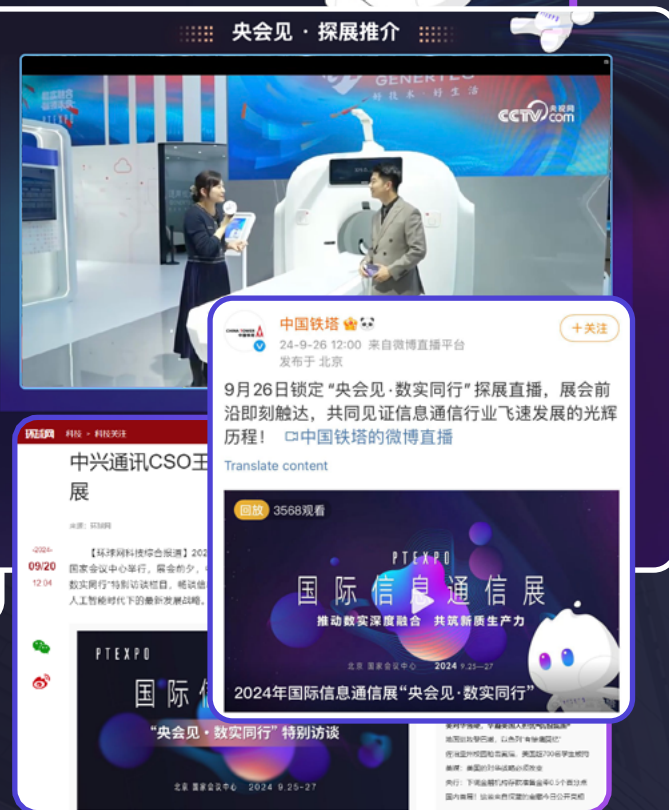 央会见 · 探展推介
数实融合
GENERTEC
好技术·好生活
CCTV.com 央视网
中国铁塔
+关注
24-9-26 12:00 来自微博直播平台
发布于 北京
9月26日锁定 “央会见·数实同行” 探展直播，展会前
沿即刻触达，共同见证信息通信行业飞速发展的光辉
历程！ 中国铁塔的微博直播
Translate content
回放 3568观看
PTEXPO
国际信息通信展
推动数实深度融合 共筑新质生产力
北京 国家会议中心 2024 9.25—27
2024年国际信息通信展“央会见·数实同行”
环球网 科技 > 科技关注
中兴通讯CSO王
展
来源：环球网
-2024-
09/20
12:04
【环球网科技综合报道】202
国家会议中心举行，展会前夕，
数实同行”特别访谈栏目，畅谈信
人工智能时代下的最新发展战略。
PTEXPO
国际信
“央会见·数实同行” 特别访谈
北京 国家会议中心 2024 9.25-27